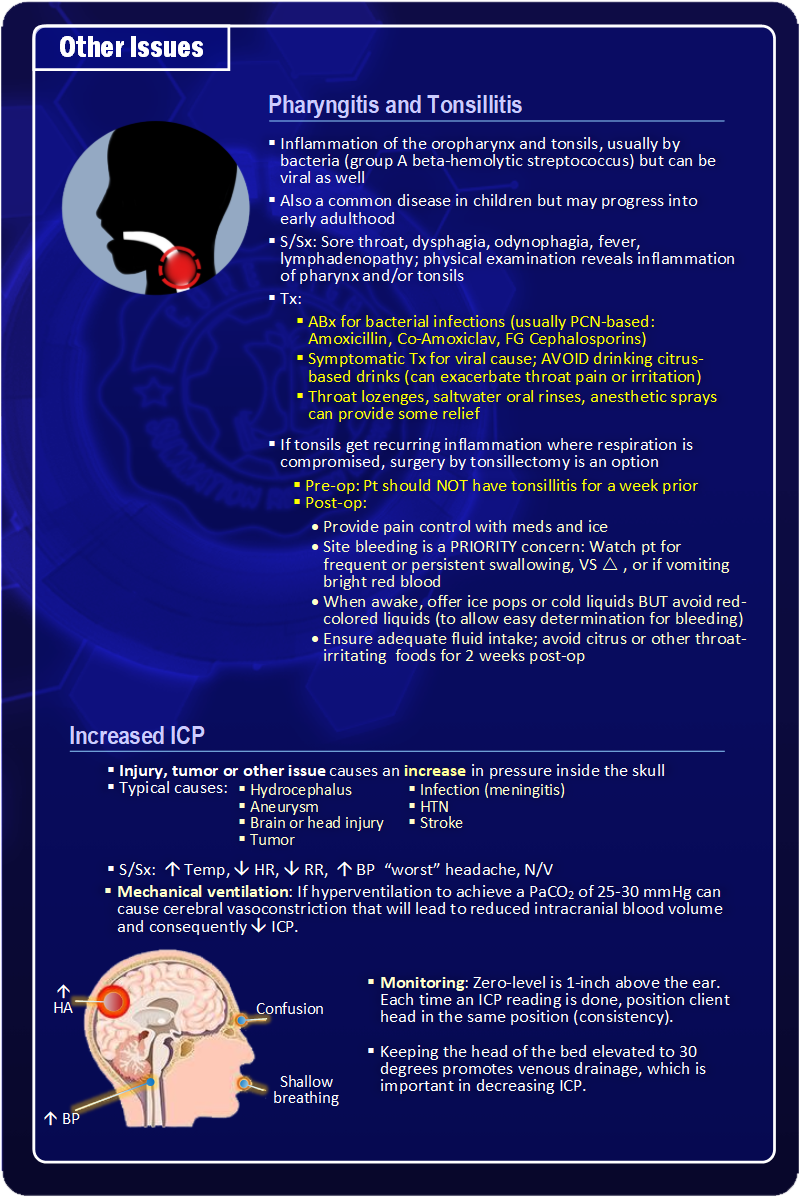 Other Issues
Pharyngitis and Tonsillitis
▪ Inflammation of the oropharynx and tonsils, usually by
bacteria (group A beta-hemolytic streptococcus) but can be
viral as well
▪ Also a common disease in children but may progress into
early adulthood
▪ S/Sx: Sore throat, dysphagia, odynophagia, fever,
lymphadenopathy; physical examination reveals inflammation
of pharynx and/or tonsils
▪ Tx:
▪ ABx for bacterial infections (usually PCN-based:
Amoxicillin, Co-Amoxiclav, FG Cephalosporins)
▪ Symptomatic Tx for viral cause; AVOID drinking citrus-
based drinks (can exacerbate throat pain or irritation)
▪ Throat lozenges, saltwater oral rinses, anesthetic sprays
can provide some relief
▪ If tonsils get recurring inflammation where respiration is
compromised, surgery by tonsillectomy is an option
▪ Pre-op: Pt should NOT have tonsillitis for a week prior
▪ Post-op:
• Provide pain control with meds and ice
• Site bleeding is a PRIORITY concern: Watch pt for
frequent or persistent swallowing, VS △ , or if vomiting
bright red blood
• When awake, offer ice pops or cold liquids BUT avoid red-
colored liquids (to allow easy determination for bleeding)
• Ensure adequate fluid intake; avoid citrus or other throat-
irritating foods for 2 weeks post-op
Increased ICP
▪ Injury, tumor or other issue causes an increase in pressure inside the skull
▪ Typical causes:
▪ Hydrocephalus
▪ Aneurysm
▪ Brain or head injury
▪ Tumor
▪ Infection (meningitis)
▪ HTN
▪ Stroke
▪ S/Sx: ↑ Temp, ↓ HR, ↓ RR, ↑ BP “worst” headache, N/V
▪ Mechanical ventilation: If hyperventilation to achieve a PaCO₂ of 25-30 mmHg can
cause cerebral vasoconstriction that will lead to reduced intracranial blood volume
and consequently ↓ ICP.
↑
HA
Confusion
Shallow
breathing
↑ BP
▪ Monitoring: Zero-level is 1-inch above the ear.
Each time an ICP reading is done, position client
head in the same position (consistency).
▪ Keeping the head of the bed elevated to 30
degrees promotes venous drainage, which is
important in decreasing ICP.